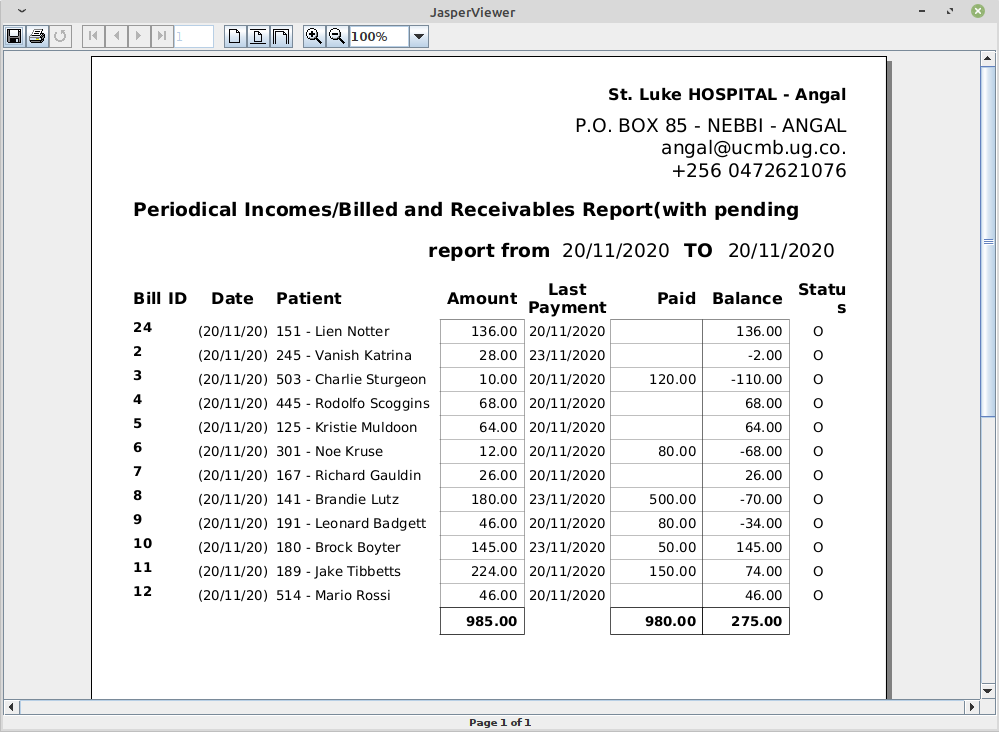 JasperViewer
1
100%
St. Luke HOSPITAL - Angal
P.O. BOX 85 - NEBBI - ANGAL
angal@ucmb.ug.co.
+256 0472621076
Periodical Incomes/Billed and Receivables Report(with pending
report from 20/11/2020 TO 20/11/2020
Bill ID Date Patient Amount Last Payment Paid Balance Status
24 (20/11/20) 151 - Lien Notter 136.00 20/11/2020 136.00 O
2 (20/11/20) 245 - Vanish Katrina 28.00 23/11/2020 -2.00 O
3 (20/11/20) 503 - Charlie Sturgeon 10.00 20/11/2020 120.00 -110.00 O
4 (20/11/20) 445 - Rodolfo Scoggins 68.00 20/11/2020 68.00 O
5 (20/11/20) 125 - Kristie Muldoon 64.00 20/11/2020 64.00 O
6 (20/11/20) 301 - Noe Kruse 12.00 20/11/2020 80.00 -68.00 O
7 (20/11/20) 167 - Richard Gauldin 26.00 20/11/2020 26.00 O
8 (20/11/20) 141 - Brandie Lutz 180.00 23/11/2020 500.00 -70.00 O
9 (20/11/20) 191 - Leonard Badgett 46.00 20/11/2020 80.00 -34.00 O
10 (20/11/20) 180 - Brock Boyter 145.00 23/11/2020 50.00 145.00 O
11 (20/11/20) 189 - Jake Tibbetts 224.00 20/11/2020 150.00 74.00 O
12 (20/11/20) 514 - Mario Rossi 46.00 20/11/2020 46.00 O
985.00 980.00 275.00
Page 1 of 1